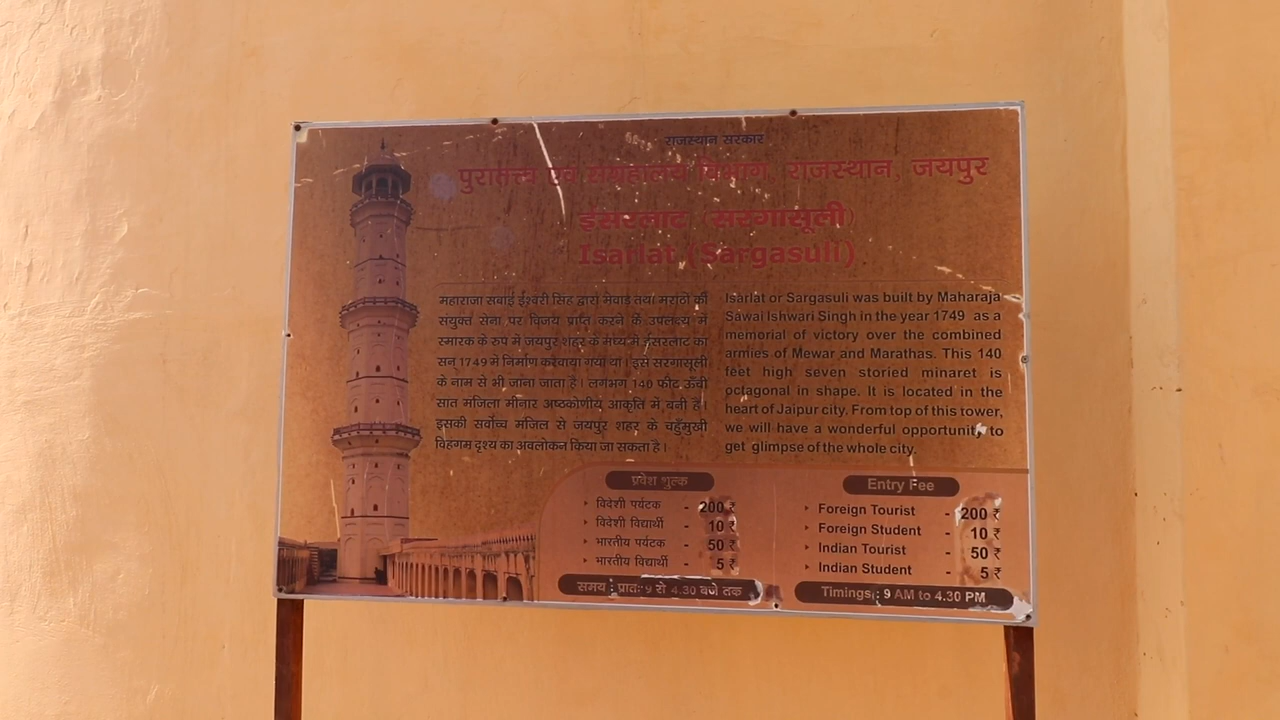 राजस्थान सरकार
पुरातत्व एवं संग्रहालय विभाग, राजस्थान, जयपुर
ईसरलाट (सरगासूली)
Isarlat (Sargasuli)
महाराजा सवाई ईश्वरी सिंह द्वारा मेवाड़ तथा मराठों की
संयुक्त सेना पर विजय प्राप्त करने के उपलक्ष्य में
स्मारक के रुप में जयपुर शहर के मध्य में ईसरलाट का
सन् 1749 में निर्माण करवाया गया था। इसे सरगासूली
के नाम से भी जाना जाता है। लगभग 140 फीट ऊँची
सात मंजिला मीनार अष्ठकोणीय आकृति में बनी है।
इसकी सर्वोच्च मंजिल से जयपुर शहर के चहुँमुखी
विहंगम दृश्य का अवलोकन किया जा सकता है।
Isarlat or Sargasuli was built by Maharaja
Sawai Ishwari Singh in the year 1749 as a
memorial of victory over the combined
armies of Mewar and Marathas. This 140
feet high seven storied minaret is
octagonal in shape. It is located in the
heart of Jaipur city. From top of this tower,
we will have a wonderful opportunity to
get glimpse of the whole city.
प्रवेश शुल्क
विदेशी पर्यटक - 200 ₹
विदेशी विद्यार्थी - 10 ₹
भारतीय पर्यटक - 50 ₹
भारतीय विद्यार्थी - 5 ₹
समय : प्रातः 9 से 4.30 बजे तक
Entry Fee
Foreign Tourist - 200 ₹
Foreign Student - 10 ₹
Indian Tourist - 50 ₹
Indian Student - 5 ₹
Timings : 9 AM to 4.30 PM